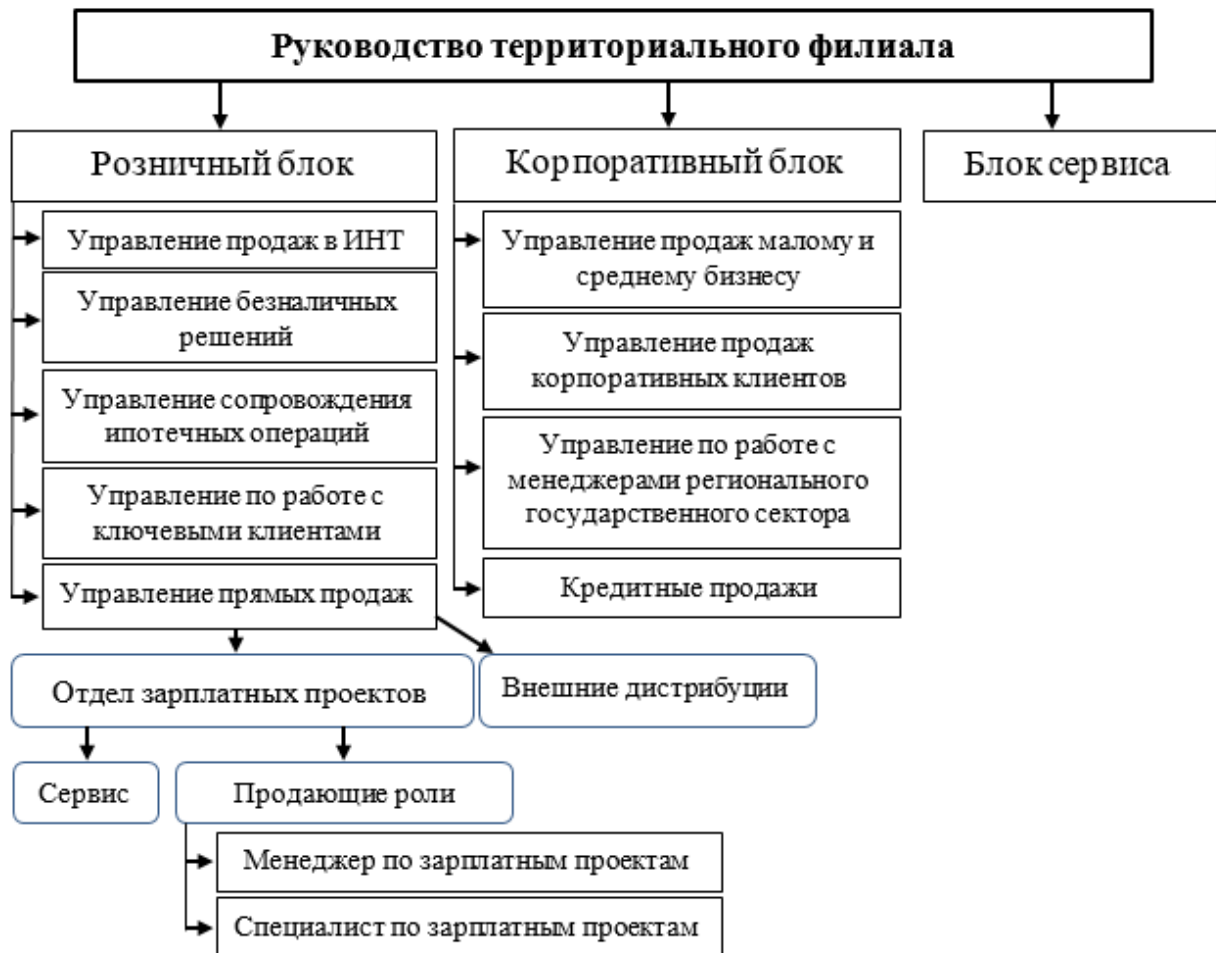 Руководство территориального филиала
Розничный блок
Корпоративный блок
Блок сервиса
Управление продаж в ИНТ
Управление безналичных
решений
Управление сопровождения
ипотечных операций
Управление по работе с
ключевыми клиентами
Управление прямых продаж
Управление продаж малому и
среднему бизнесу
Управление продаж
корпоративных клиентов
Управление по работе с
менеджерами регионального
государственного сектора
Кредитные продажи
Отдел зарплатных проектов
Внешние дистрибуции
Сервис
Продающие роли
Менеджер по зарплатным проектам
Специалист по зарплатным проектам